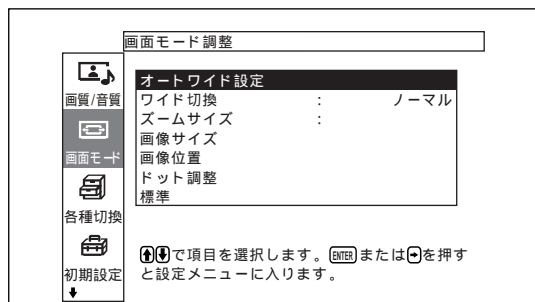 画面モード調整
画質/音質
画面モード
各種切換
初期設定
オートワイド設定
ワイド切換 : ノーマル
ズームサイズ :
画像サイズ
画像位置
ドット調整
標準
で項目を選択します。ENTERまたはを押す
と設定メニューに入ります。